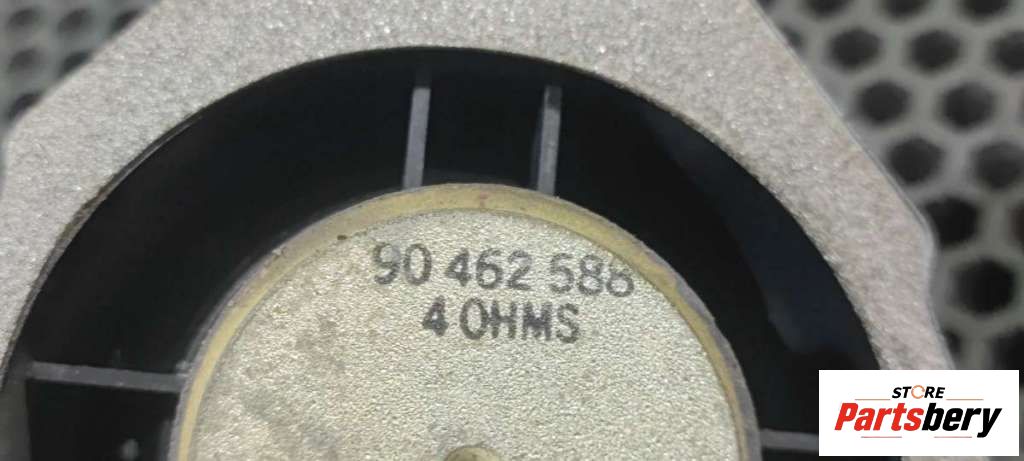 90 462 588
4 OHMS
STORE
Partsbery